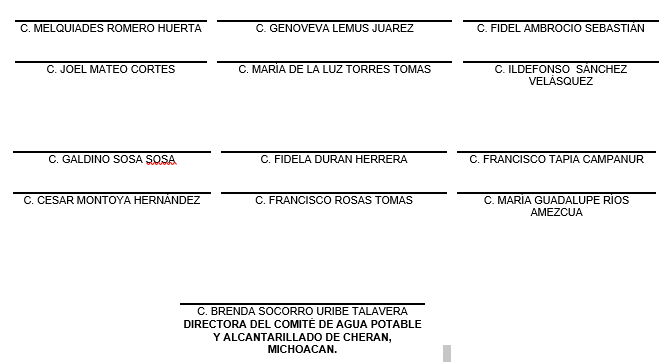 C. MELQUIADES ROMERO HUERTA C. GENOVEVA LEMUS JUAREZ C. FIDEL AMBROCIO SEBASTIÁN
C. JOEL MATEO CORTES C. MARÍA DE LA LUZ TORRES TOMAS C. ILDEFONSO SÁNCHEZ
VELÁSQUEZ
C. GALDINO SOSA SOSA C. FIDELA DURAN HERRERA C. FRANCISCO TAPIA CAMPANUR
C. CESAR MONTOYA HERNÁNDEZ C. FRANCISCO ROSAS TOMAS C. MARÍA GUADALUPE RÍOS
AMEZCUA
C. BRENDA SOCORRO URIBE TALAVERA
DIRECTORA DEL COMITÉ DE AGUA POTABLE
Y ALCANTARILLADO DE CHERAN,
MICHOACAN.